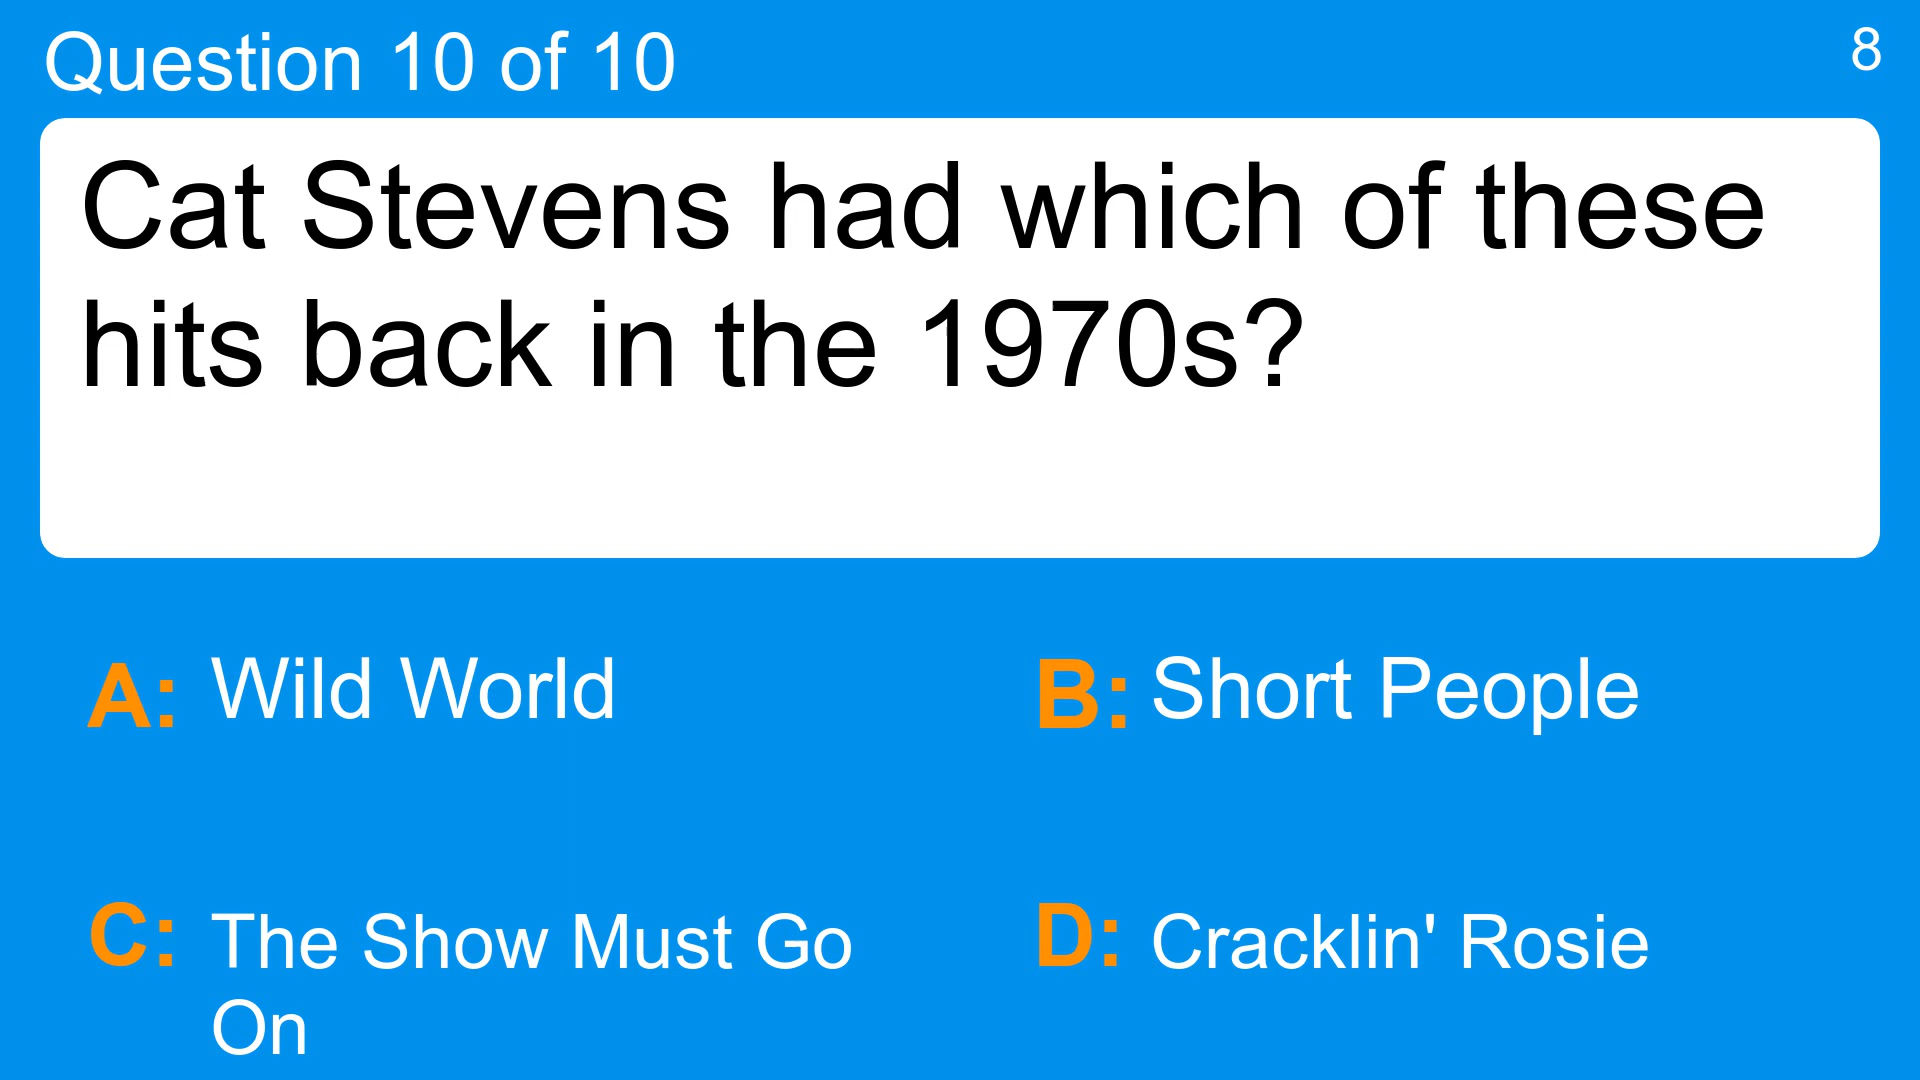 Question 10 of 10
8
Cat Stevens had which of these
hits back in the 1970s?
A: Wild World
B: Short People
C: The Show Must Go
On
D: Cracklin' Rosie